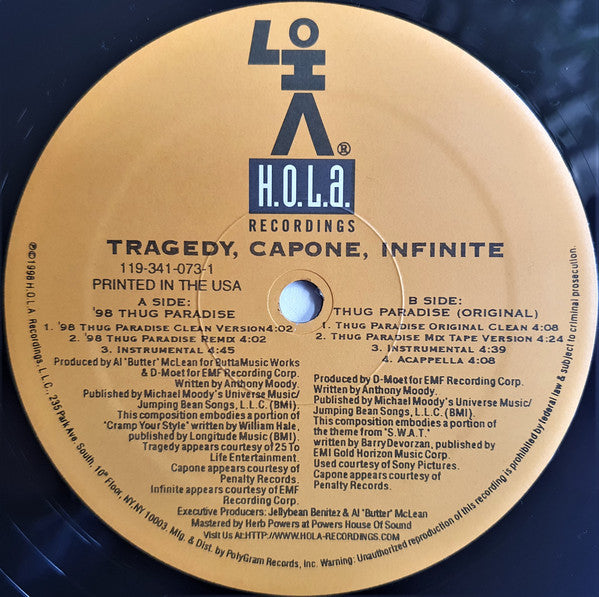 H.O.L.A.®
H.O.L.a.
RECORDINGS
TRAGEDY, CAPONE, INFINITE
119-341-073-1
PRINTED IN THE USA
A SIDE:
'98 THUG PARADISE
1. '98 THUG PARADISE CLEAN VERSION4:02
2. '98 THUG PARADISE REMIX 4:02
3. INSTRUMENTAL 4:45
Produced by Al "Butter" McLean for GuttaMusic Works
& D-Moet for EMF Recording Corp.
Written by Anthony Moody.
Published by Michael Moody's Universe Music/
Jumping Bean Songs, L.L.C. (BMI).
This composition embodies a portion of
"Cramp Your Style" written by William Hale,
published by Longitude Music (BMI).
Tragedy appears courtesy of 25 To
Life Entertainment.
Capone appears courtesy of
Penalty Records.
Infinite appears courtesy of EMF
Recording Corp.
B SIDE:
THUG PARADISE (ORIGINAL)
1. THUG PARADISE ORIGINAL CLEAN 4:08
2. THUG PARADISE MIX TAPE VERSION 4:24
3. INSTRUMENTAL 4:39
4. ACAPPELLA 4:08
Produced by D-Moet for EMF Recording Corp.
Written by Anthony Moody.
Published by Michael Moody's Universe Music/
Jumping Bean Songs, L.L.C. (BMI).
This composition embodies a portion of
the theme from "S.W.A.T."
written by BarryDevorzan, published by
EMI Gold Horizon Music Corp.
Used courtesy of Sony Pictures.
Capone appears courtesy of
Penalty Records.
Executive Producers: Jellybean Benitez & Al "Butter" McLean
Mastered by Herb Powers at Powers House Of Sound
Visit Us At:HTTP://WWW.HOLA-RECORDINGS.COM
℗©1998 H.O.L.A. Recordings, L.L.C., 235 Park Ave. South, 10th Floor, NY, NY 10003. Mfg. & Dist. by PolyGram Records, Inc. Warning: Unauthorized reproduction of this recording is prohibited by federal law & subject to criminal prosecution.